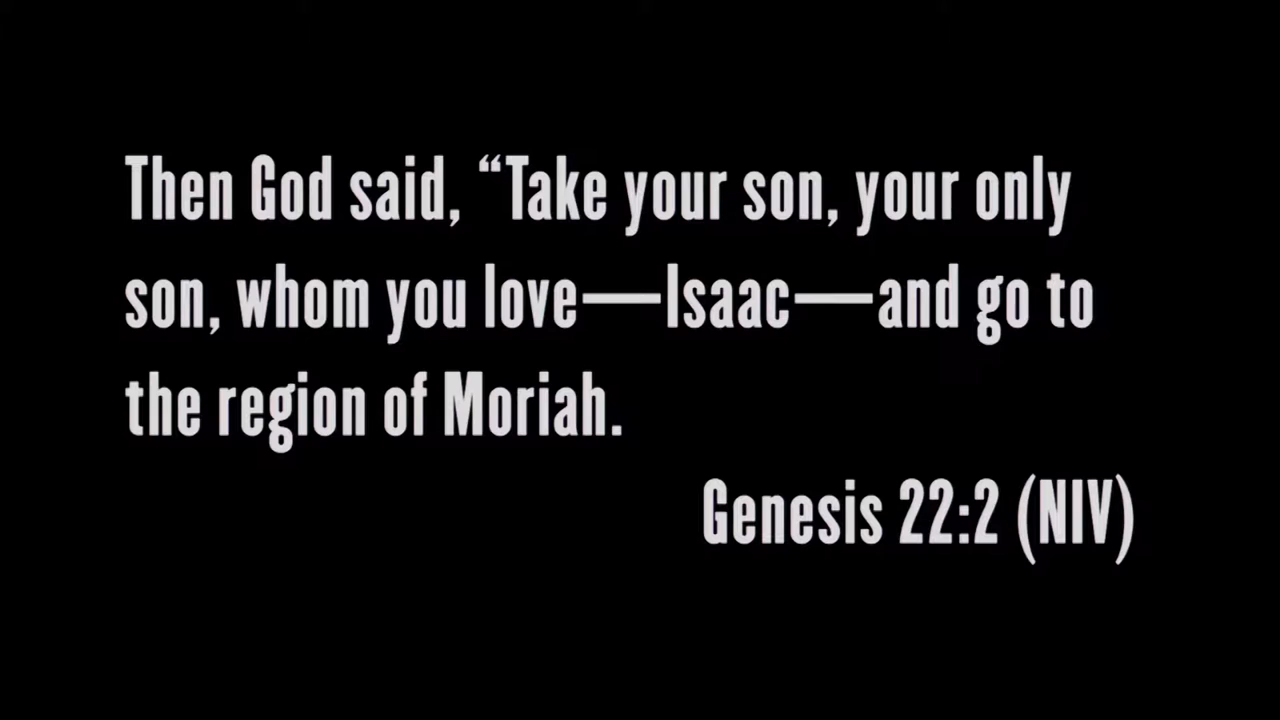 Then God said, “Take your son, your only
son, whom you love—Isaac—and go to
the region of Moriah.
Genesis 22:2 (NIV)